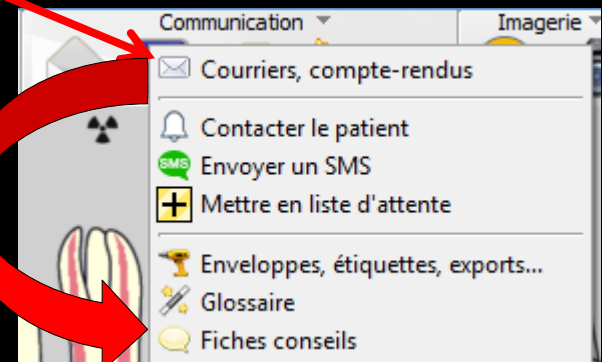 Communication Imagerie
Courriers, compte-rendus
Contacter le patient
SMS Envoyer un SMS
Mettre en liste d'attente
Enveloppes, étiquettes, exports...
Glossaire
Fiches conseils